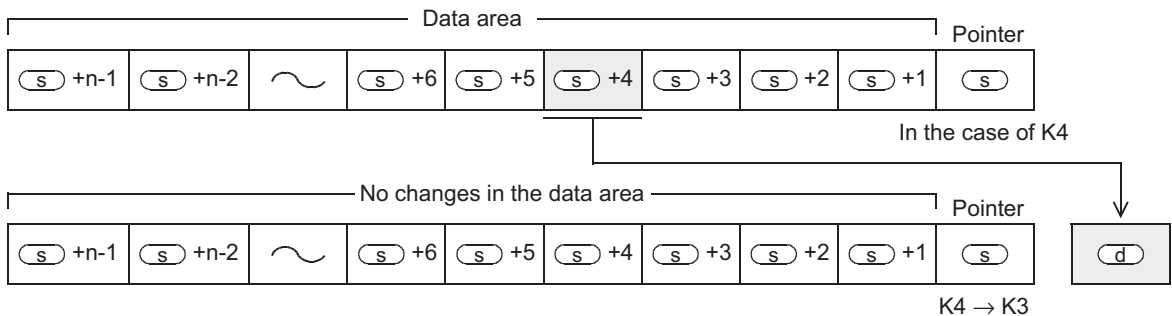 Data area
Pointer
s +n-1 s +n-2 s +6 s +5 s +4 s +3 s +2 s +1 s
In the case of K4
No changes in the data area
Pointer
s +n-1 s +n-2 s +6 s +5 s +4 s +3 s +2 s +1 s d
K4 → K3